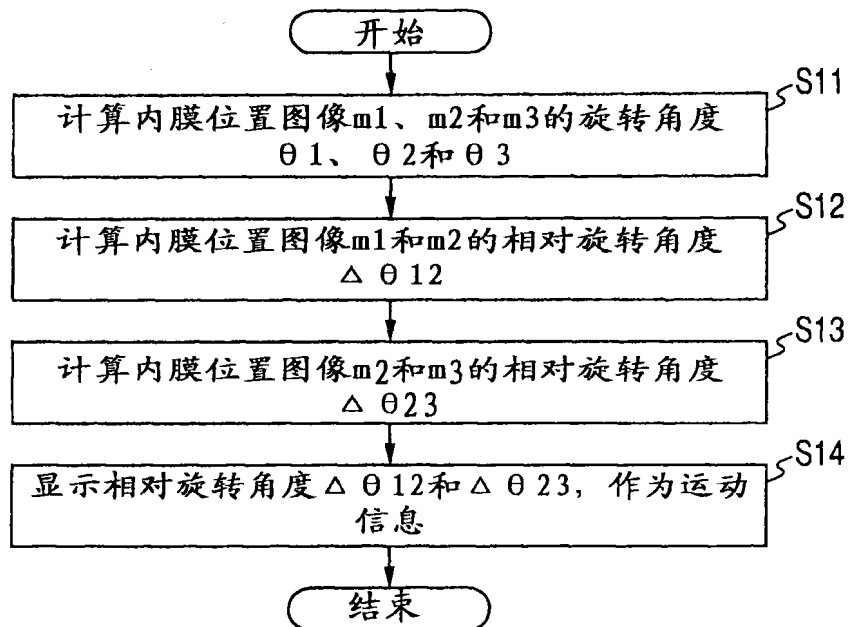 开始
S11
计算内膜位置图像m1、m2和m3的旋转角度
θ1、θ2和θ3
S12
计算内膜位置图像m1和m2的相对旋转角度
△θ12
S13
计算内膜位置图像m2和m3的相对旋转角度
△θ23
S14
显示相对旋转角度△θ12和△θ23，作为运动
信息
结束